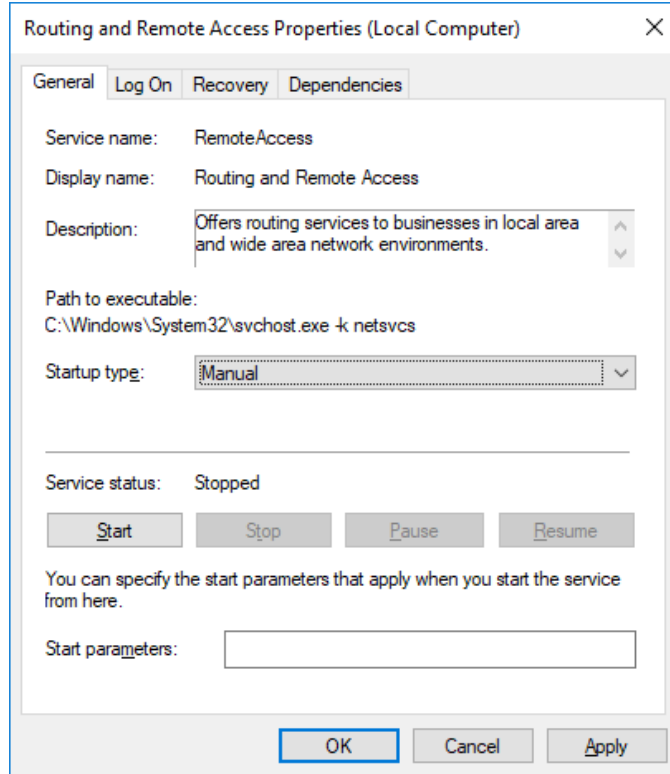 Routing and Remote Access Properties (Local Computer)
General Log On Recovery Dependencies
Service name: RemoteAccess
Display name: Routing and Remote Access
Description: Offers routing services to businesses in local area
and wide area network environments.
Path to executable:
C:\Windows\System32\svchost.exe -k netsvcs
Startup type: Manual
Service status: Stopped
Start Stop Pause Resume
You can specify the start parameters that apply when you start the service
from here.
Start parameters:
OK Cancel Apply